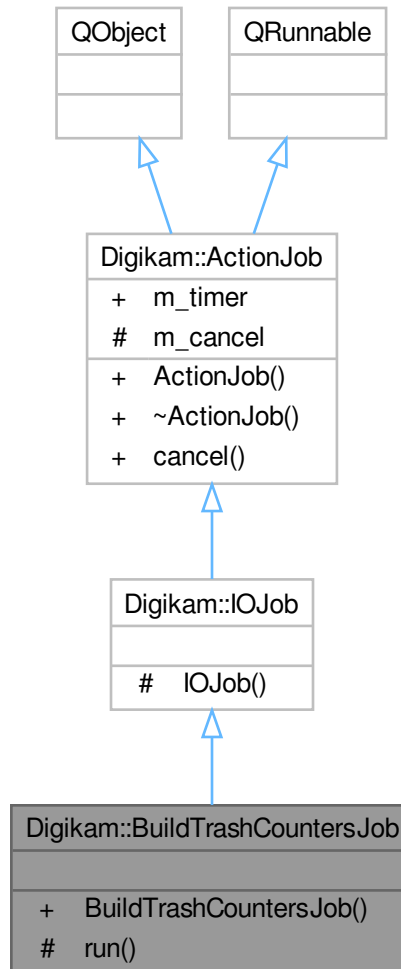 QObject
QRunnable
Digikam::ActionJob
+ m_timer
# m_cancel
+ ActionJob()
+ ~ActionJob()
+ cancel()
Digikam::IOJob
# IOJob()
Digikam::BuildTrashCountersJob
+ BuildTrashCountersJob()
# run()